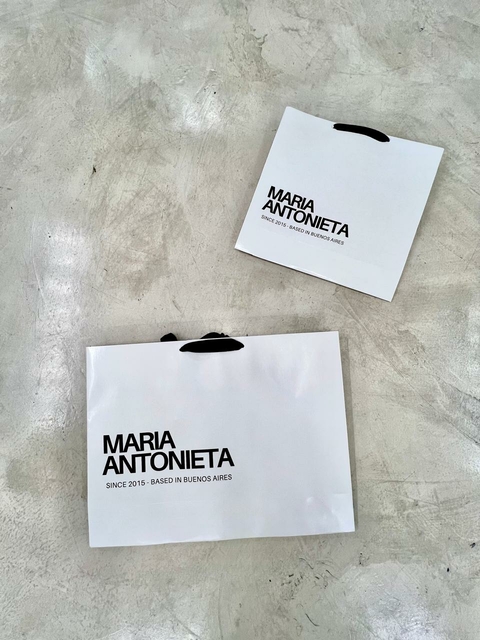 MARIA
ANTONIETA
SINCE 2015 - BASED IN BUENOS AIRES
MARIA
ANTONIETA
SINCE 2015 - BASED IN BUENOS AIRES